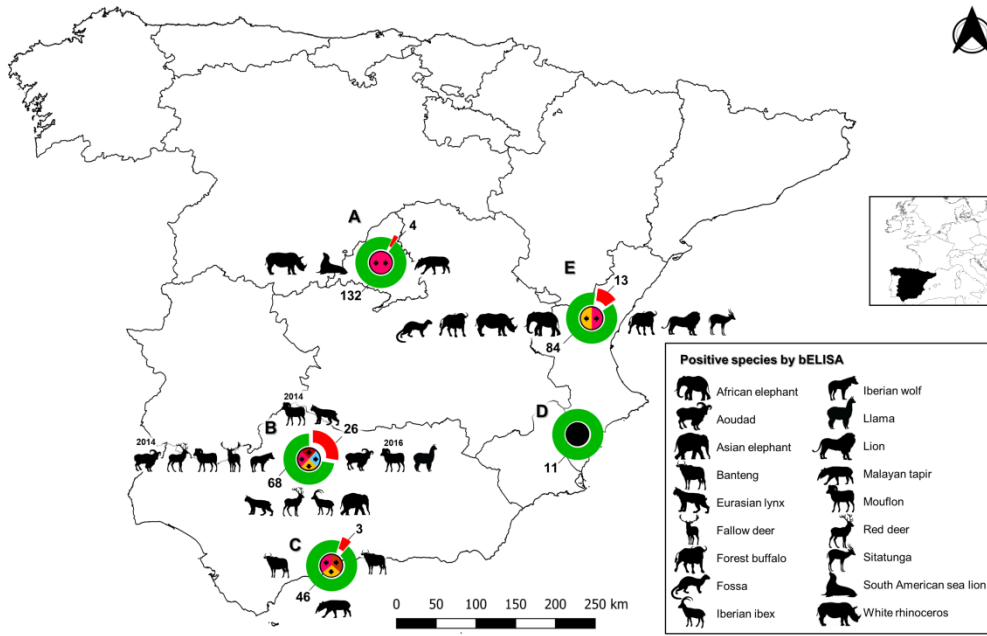 A
4
132
E
13
84
2014
B
26
2014
2016
68
D
11
C
3
46
0 50 100 150 200 250 km
Positive species by bELISA
African elephant
Aoudad
Asian elephant
Banteng
Eurasian lynx
Fallow deer
Forest buffalo
Fossa
Iberian ibex
Iberian wolf
Llama
Lion
Malayan tapir
Mouflon
Red deer
Sitatunga
South American sea lion
White rhinoceros